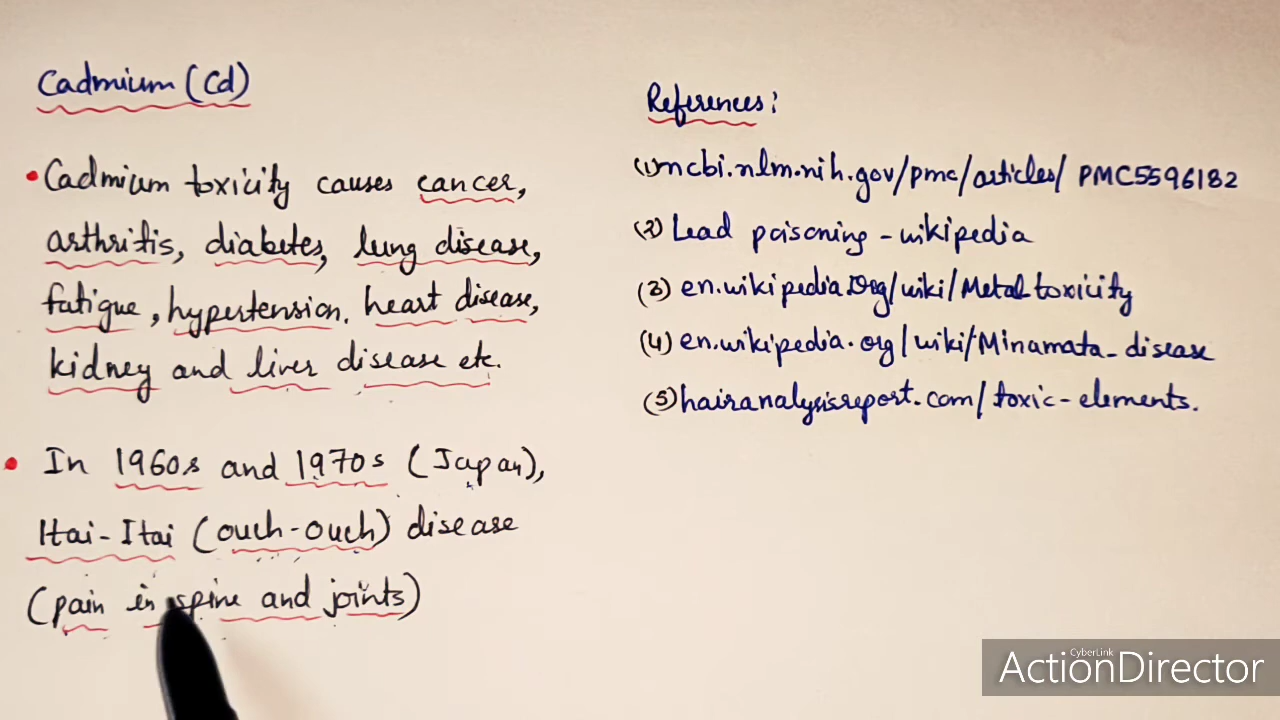 Cadmium (Cd)
• Cadmium toxicity causes cancer,
arthritis, diabetes, lung disease,
fatigue, hypertension, heart disease,
kidney and liver disease etc.
• In 1960s and 1970s (Japan),
Itai-Itai (ouch-ouch) disease
(pain in spine and joints)
References:
(1) ncbi.nlm.nih.gov/pmc/articles/ PMC5596182
(2) Lead poisoning - wikipedia
(3) en.wikipedia.org/wiki/Metal toxicity
(4) en.wikipedia.org/wiki/Minamata_disease
(5) hairanalysisreport.com/toxic-elements.
CyberLink
ActionDirector